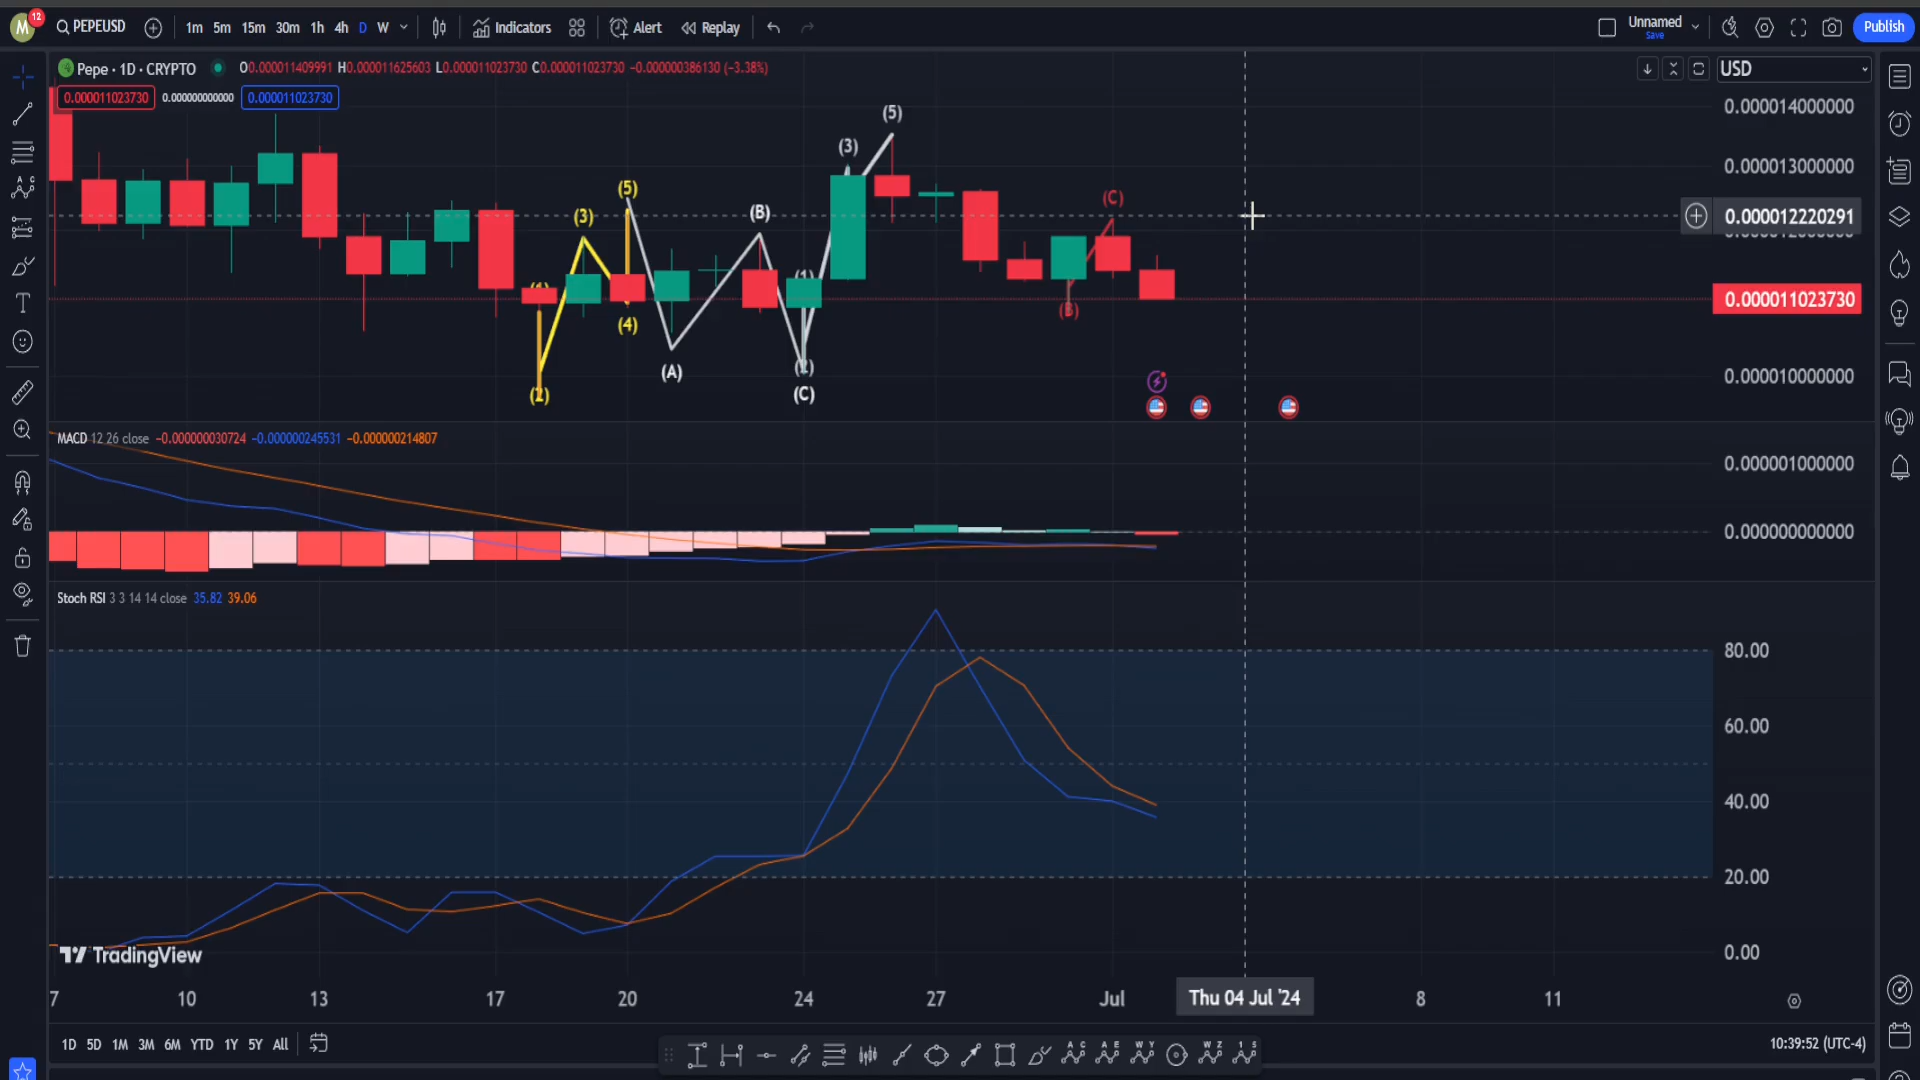 M 12 PEPEUSD 1m 5m 15m 30m 1h 4h D W Indicators Alert Replay Unnamed Save Publish
Pepe · 1D · CRYPTO O0.000011409991 H0.000011625603 L0.000011023730 C0.000011023730 −0.000000386130 (−3.38%) USD
0.000011023730 0.000000000000 0.000011023730
0.000014000000
0.000013000000
0.000012220291
0.000011023730
0.000010000000
(5)
(3)
(5)
(3)
(B)
(C)
(4)
(B)
(A)
(2)
(C)
MACD 12 26 close −0.000000030724 −0.000000245531 −0.000000214807
0.000001000000
0.000000000000
Stoch RSI 3 3 14 14 close 35.82 39.06
80.00
60.00
40.00
20.00
0.00
TradingView
7 10 13 17 20 24 27 Jul Thu 04 Jul '24 8 11
1D 5D 1M 3M 6M YTD 1Y 5Y All
10:39:52 (UTC-4)